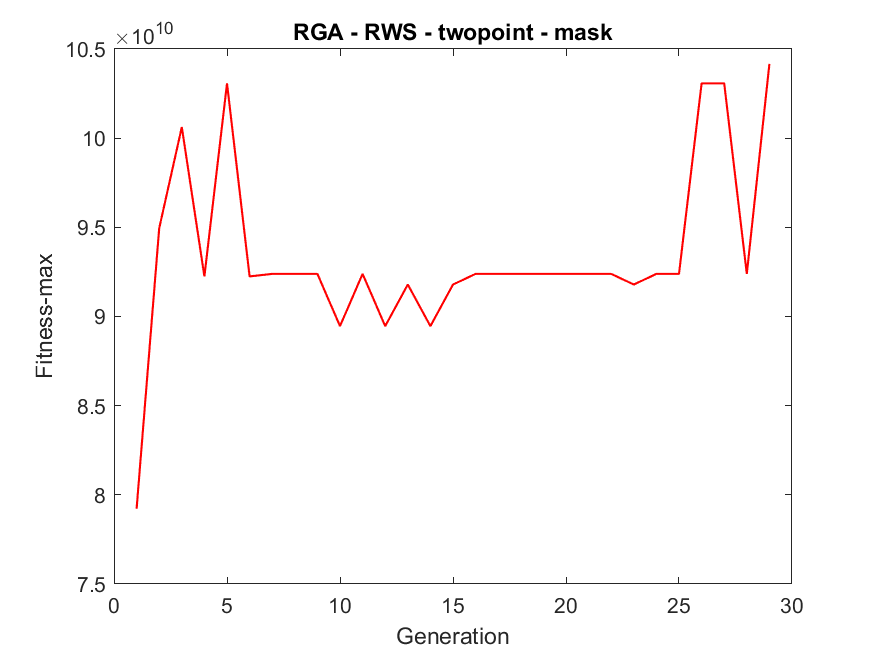 RGA - RWS - twopoint - mask
×10^10
10.5
10
9.5
9
8.5
8
7.5
Fitness-max
0 5 10 15 20 25 30
Generation